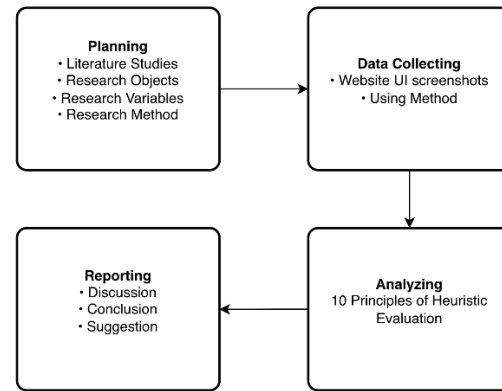 Planning
• Literature Studies
• Research Objects
• Research Variables
• Research Method
Data Collecting
• Website UI screenshots
• Using Method
Analyzing
10 Principles of Heuristic
Evaluation
Reporting
• Discussion
• Conclusion
• Suggestion